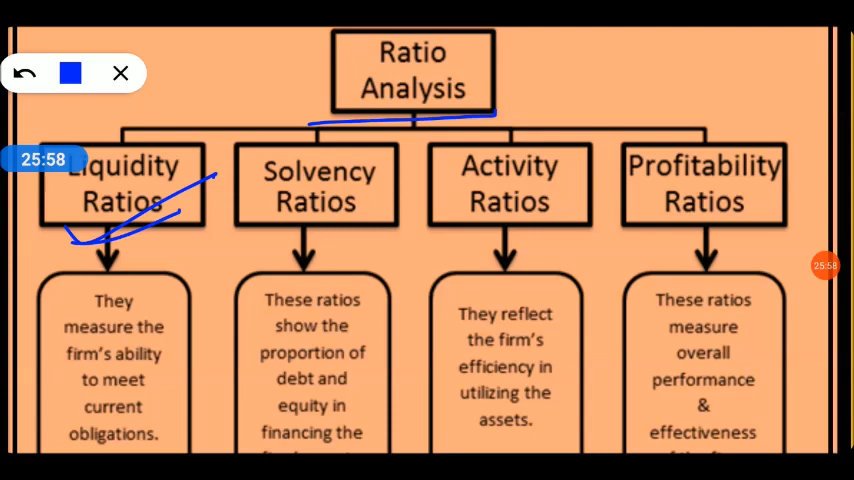 Ratio
Analysis
25:58
Liquidity
Ratios
Solvency
Ratios
Activity
Ratios
Profitability
Ratios
25:58
They
measure the
firm's ability
to meet
current
obligations.
These ratios
show the
proportion of
debt and
equity in
financing the
They reflect
the firm's
efficiency in
utilizing the
assets.
These ratios
measure
overall
performance
&
effectiveness